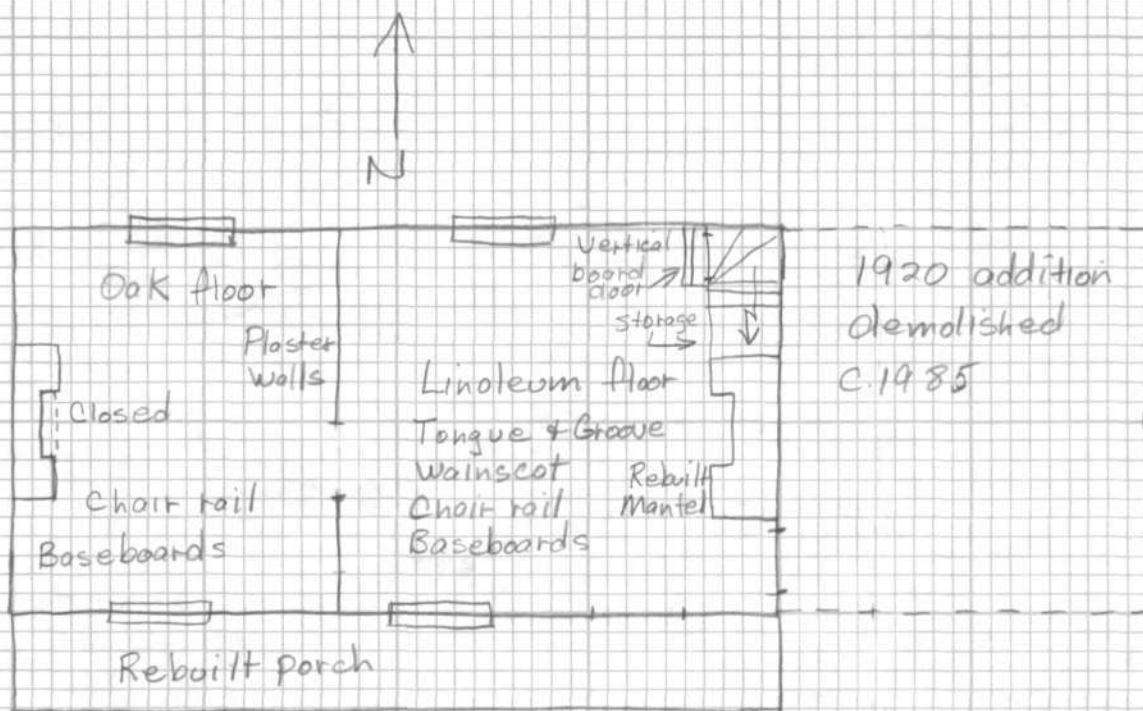 N
Oak floor
Plaster
Walls
Closed
Chair rail
Baseboards
Vertical
board
door
storage
Linoleum floor
Tongue & Groove
Wainscot
Chair rail
Baseboards
Rebuilt
Mantel
1920 addition
demolished
C.1985
Rebuilt porch